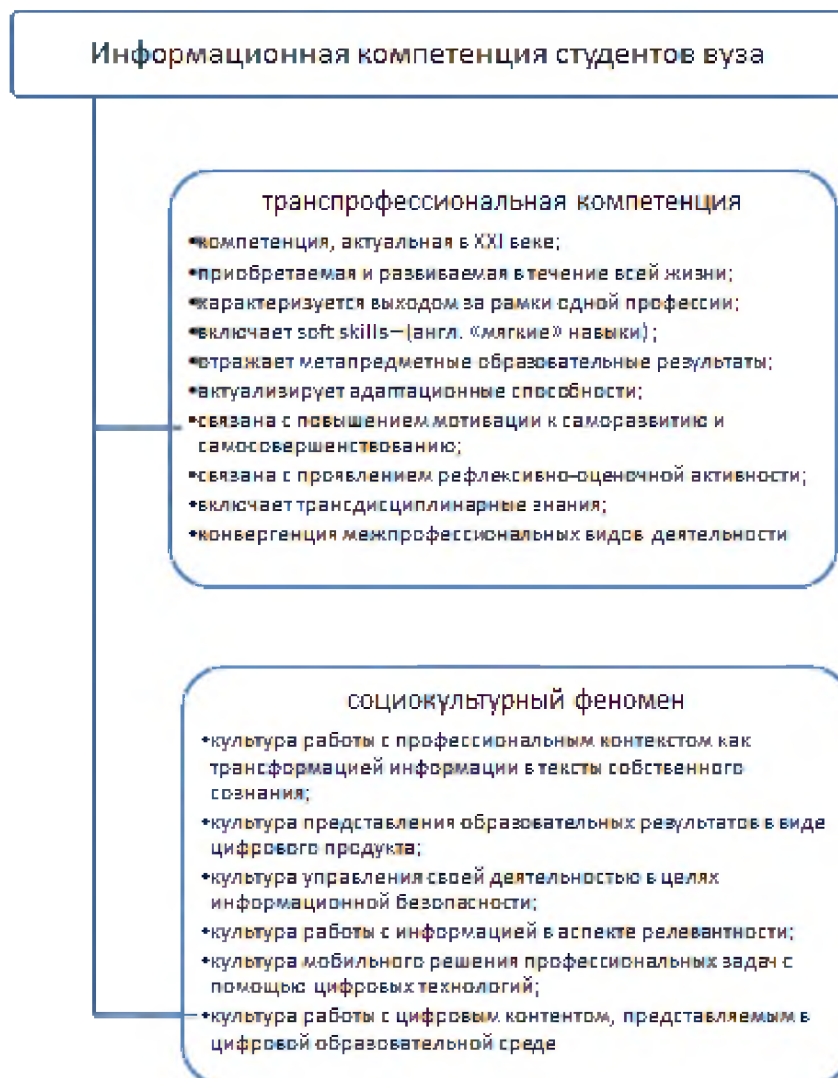 Информационная компетенция студентов вуза
транспрофессиональная компетенция
•компетенция, актуальная в XXI веке;
•приобретаемая и развиваемая в течение всей жизни;
•характеризуется выходом за рамки одной профессии;
•включает soft skills—(англ. «мягкие» навыки);
•отражает метапредметные образовательные результаты;
•актуализирует адаптационные способности;
•связана с повышением мотивации к саморазвитию и
самосовершенствованию;
•связана с проявлением рефлексивно-оценочной активности;
•включает трансдисциплинарные знания;
•конвергенция межпрофессиональных видов деятельности
социокультурный феномен
•культура работы с профессиональным контекстом как
трансформацией информации в тексты собственного
сознания;
•культура представления образовательных результатов в виде
цифрового продукта;
•культура управления своей деятельностью в целях
информационной безопасности;
•культура работы с информацией в аспекте релевантности;
•культура мобильного решения профессиональных задач с
помощью цифровых технологий;
•культура работы с цифровым контентом, представляемым в
цифровой образовательной среде